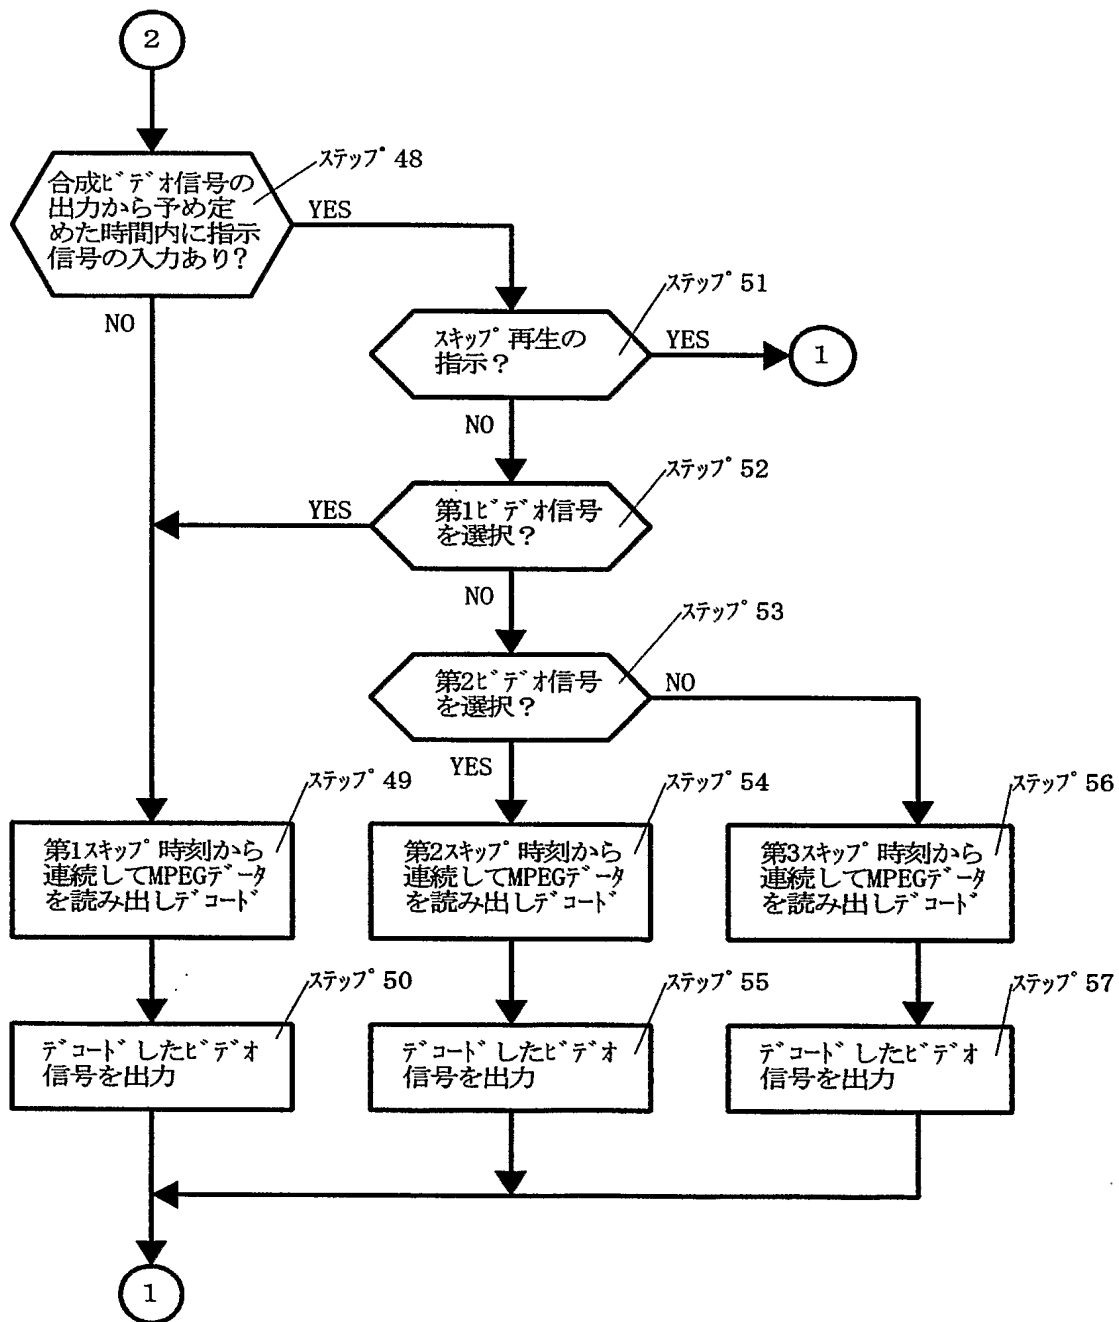 2
ステップ48
合成ビデオ信号の
出力から予め定
めた時間内に指示
信号の入力あり?
YES
NO
ステップ51
スキップ再生の
指示?
YES
1
NO
ステップ52
第1ビデオ信号
を選択?
YES
NO
ステップ53
第2ビデオ信号
を選択?
NO
YES
ステップ49
第1スキップ時刻から
連続してMPEGデータ
を読み出しデコード
ステップ54
第2スキップ時刻から
連続してMPEGデータ
を読み出しデコード
ステップ56
第3スキップ時刻から
連続してMPEGデータ
を読み出しデコード
ステップ50
デコードしたビデオ
信号を出力
ステップ55
デコードしたビデオ
信号を出力
ステップ57
デコードしたビデオ
信号を出力
1